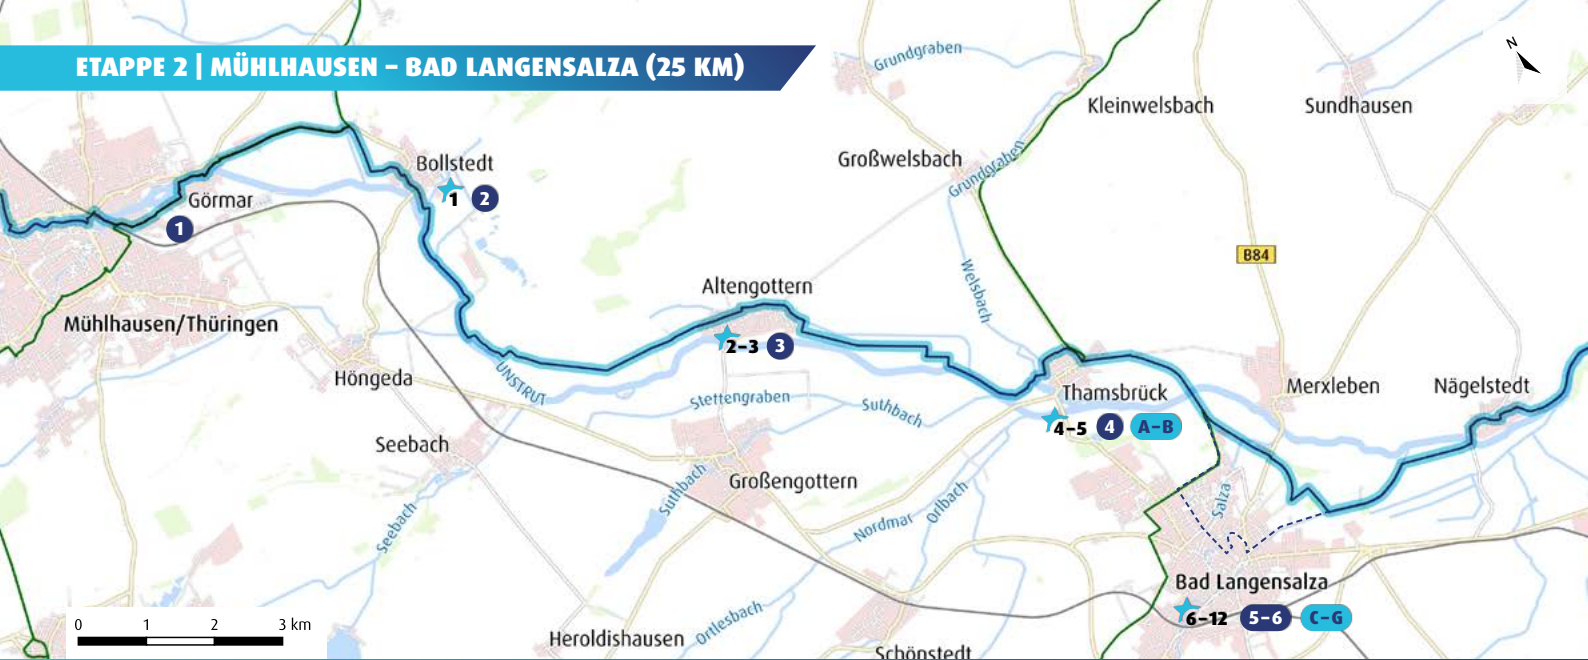 ETAPPE 2 | MÜHLHAUSEN – BAD LANGENSALZA (25 KM)
N
Grundgraben
Kleinwelsbach
Sundhausen
Großwelsbach
Grundgraben
Bollstedt
1 2
Görmar
1
B84
Welsbach
Altengottern
2–3 3
Mühlhausen/Thüringen
Höngeda
UNSTRUT
Stettengraben
Suthbach
Thamsbrück
4–5 4 A–B
Merxleben
Nägelstedt
Seebach
Großengottern
Suthbach
Seebach
Nordmar
Orlbach
Salza
Bad Langensalza
6–12 5–6 C–G
Heroldishausen
Ortlesbach
Schönstedt
0 1 2 3 km